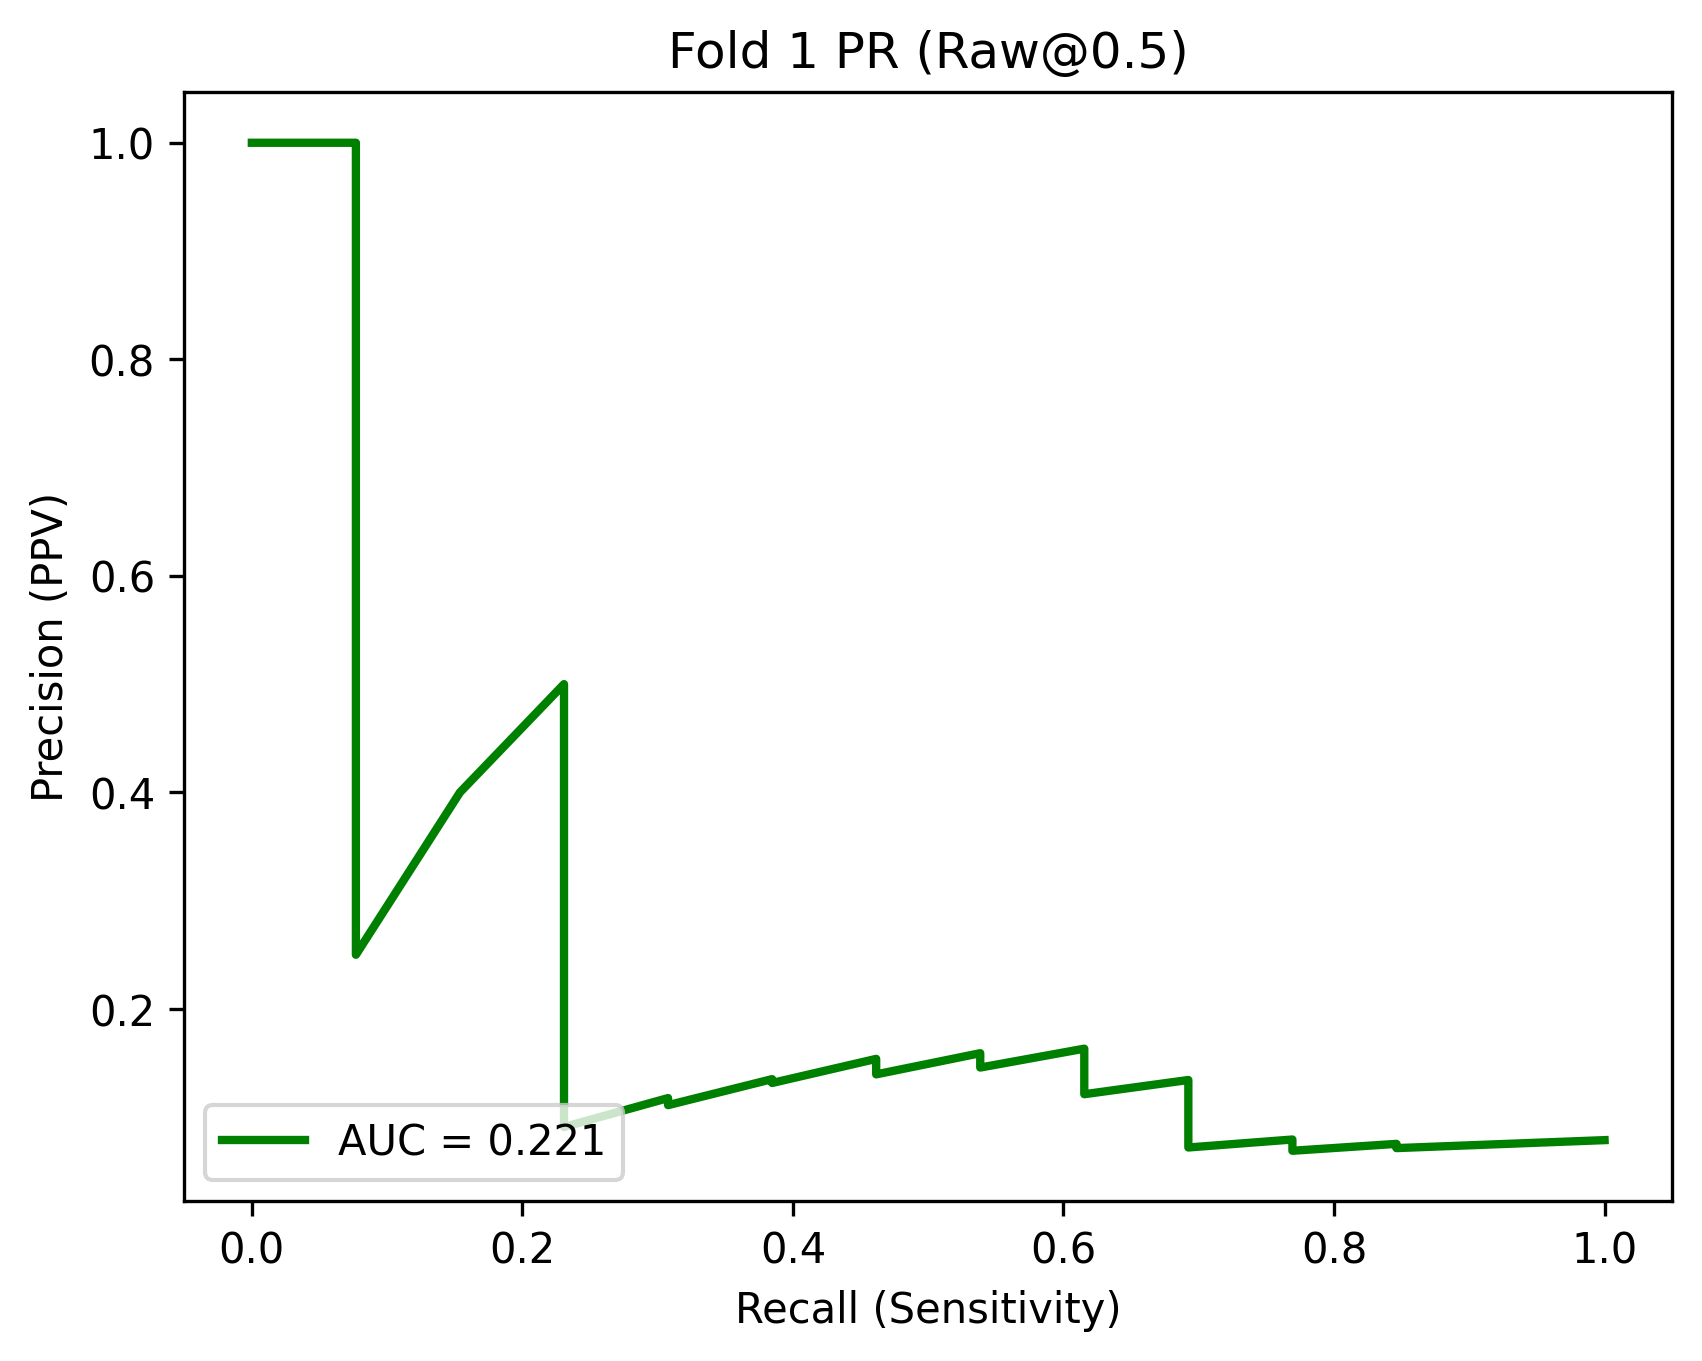 Fold 1 PR (Raw@0.5)
1.0
0.8
0.6
0.4
0.2
Precision (PPV)
AUC = 0.221
0.0 0.2 0.4 0.6 0.8 1.0
Recall (Sensitivity)